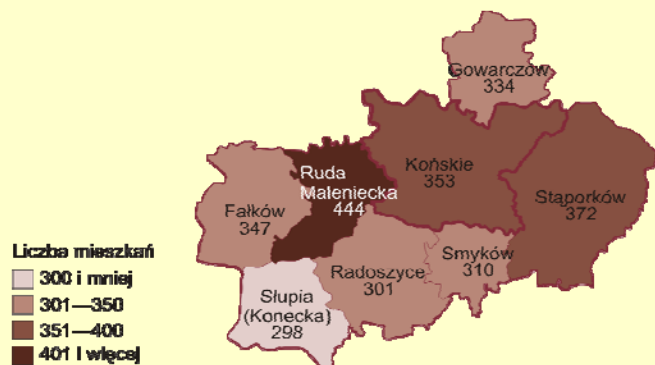 Gowarczów
334
Ruda
Maleniecka
444
Końskie
353
Stąporków
372
Fałków
347
Smyków
310
Radoszyce
301
Słupia
(Konecka)
298
Liczba mieszkań
300 i mniej
301—350
351—400
401 i więcej